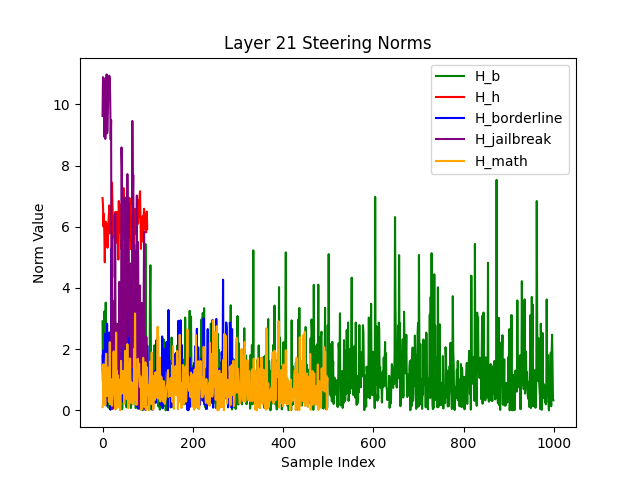 Layer 21 Steering Norms
H_b
H_h
H_borderline
H_jailbreak
H_math
Norm Value
10
8
6
4
2
0
0 200 400 600 800 1000
Sample Index